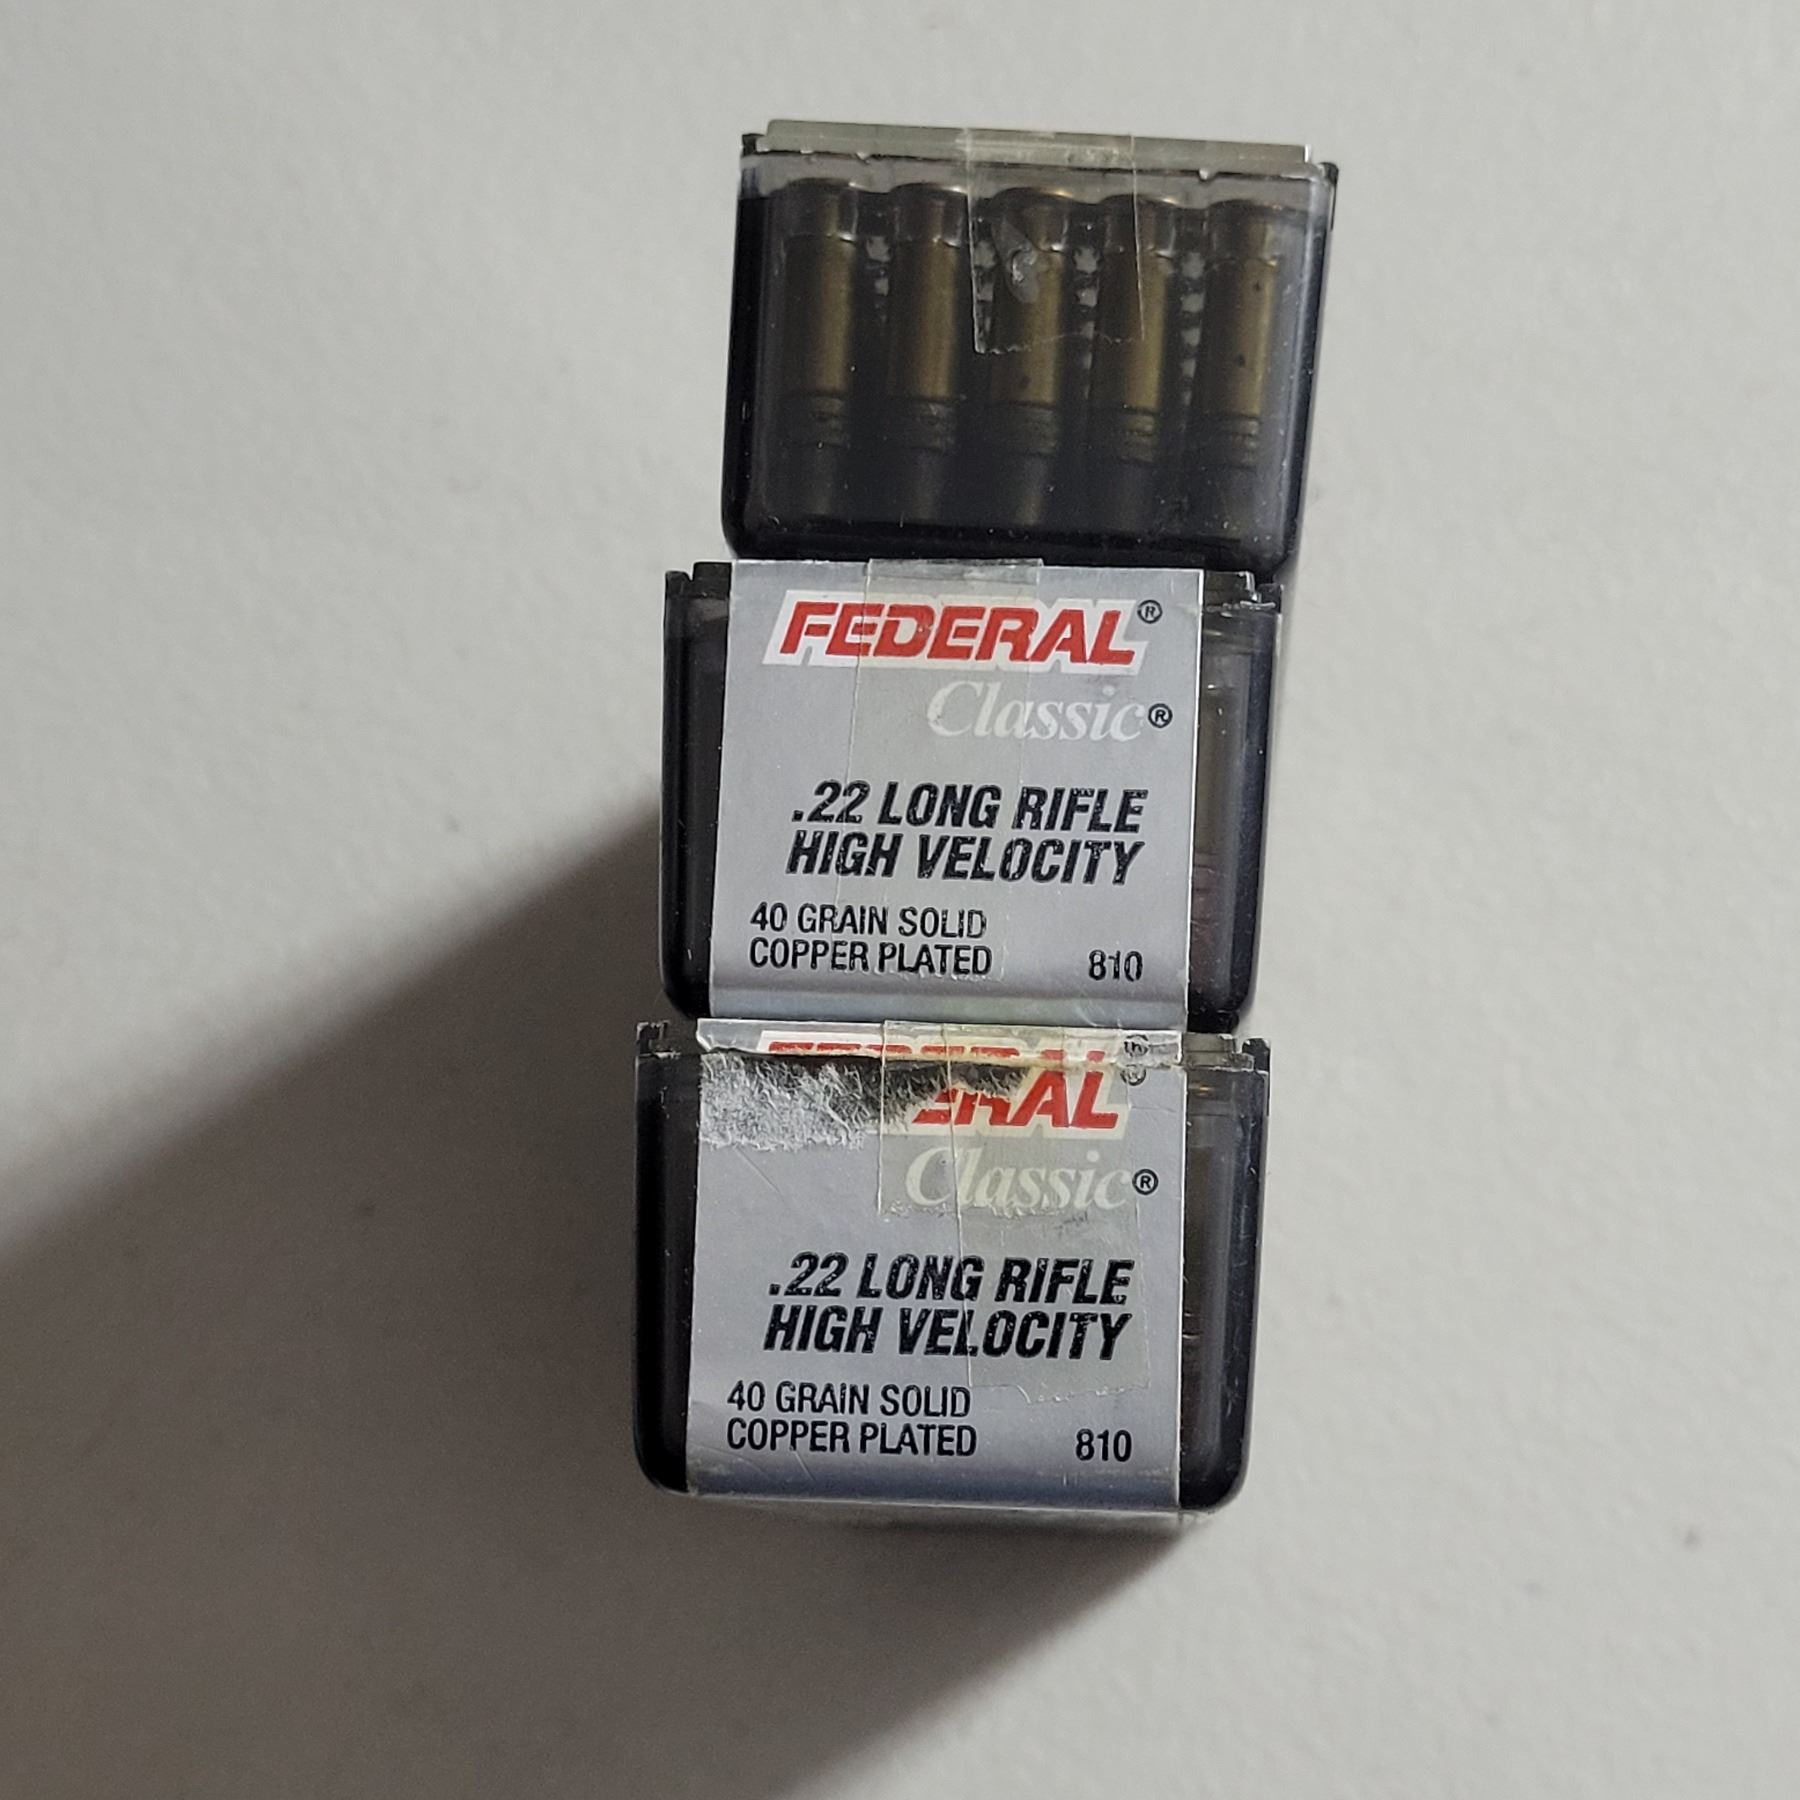 FEDERAL®
Classic®
.22 LONG RIFLE
HIGH VELOCITY
40 GRAIN SOLID
COPPER PLATED 810
ERAL®
Classic®
.22 LONG RIFLE
HIGH VELOCITY
40 GRAIN SOLID
COPPER PLATED 810